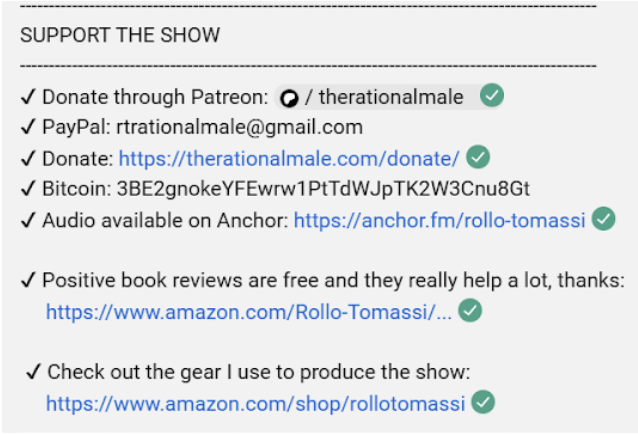 --------------------------------------------------------------------------------
SUPPORT THE SHOW
--------------------------------------------------------------------------------
✓ Donate through Patreon: / therationalmale
✓ PayPal: rtrationalmale@gmail.com
✓ Donate: https://therationalmale.com/donate/
✓ Bitcoin: 3BE2gnokeYFEwrw1PtTdWJpTK2W3Cnu8Gt
✓ Audio available on Anchor: https://anchor.fm/rollo-tomassi
✓ Positive book reviews are free and they really help a lot, thanks:
https://www.amazon.com/Rollo-Tomassi/...
✓ Check out the gear I use to produce the show:
https://www.amazon.com/shop/rollotomassi